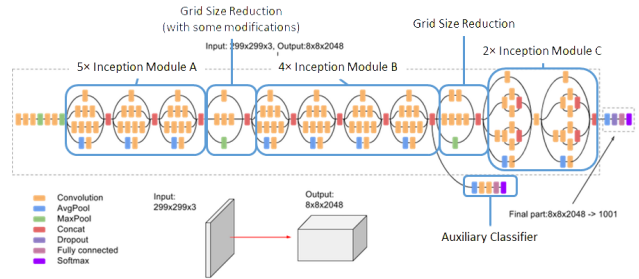 Grid Size Reduction
(with some modifications)
Grid Size Reduction
Input: 299x299x3, Output:8x8x2048
5× Inception Module A
4× Inception Module B
2× Inception Module C
Convolution
AvgPool
MaxPool
Concat
Dropout
Fully connected
Softmax
Input:
299x299x3
Output:
8x8x2048
Final part:8x8x2048 -> 1001
Auxiliary Classifier